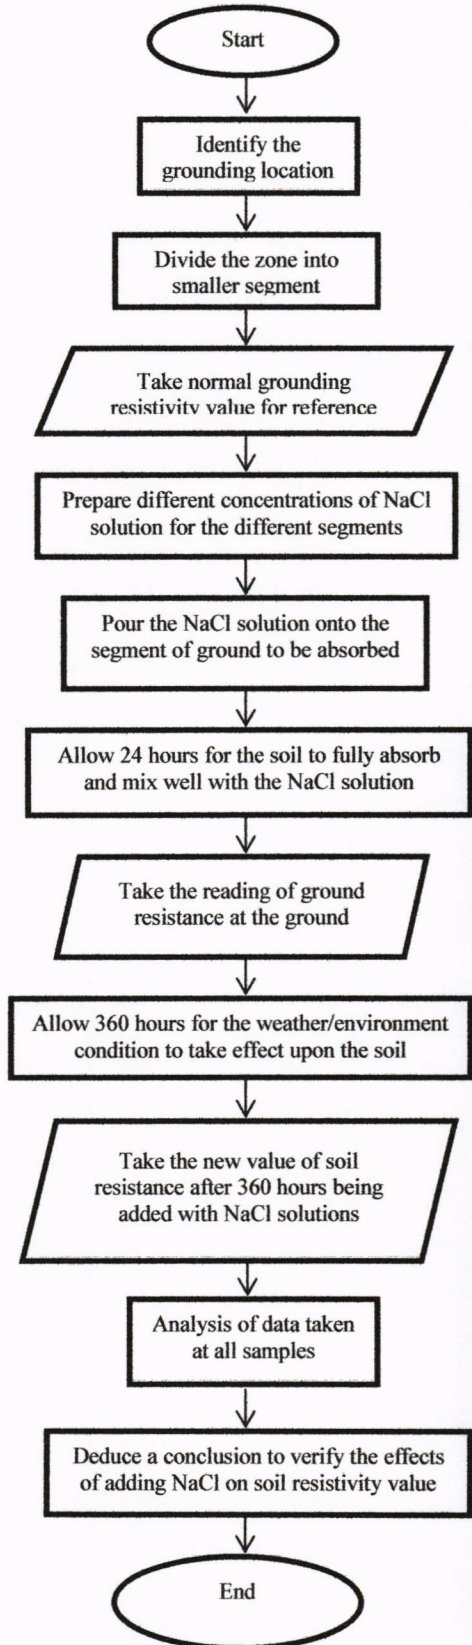 Start
Identify the
grounding location
Divide the zone into
smaller segment
Take normal grounding
resistivity value for reference
Prepare different concentrations of NaCl
solution for the different segments
Pour the NaCl solution onto the
segment of ground to be absorbed
Allow 24 hours for the soil to fully absorb
and mix well with the NaCl solution
Take the reading of ground
resistance at the ground
Allow 360 hours for the weather/environment
condition to take effect upon the soil
Take the new value of soil
resistance after 360 hours being
added with NaCl solutions
Analysis of data taken
at all samples
Deduce a conclusion to verify the effects
of adding NaCl on soil resistivity value
End